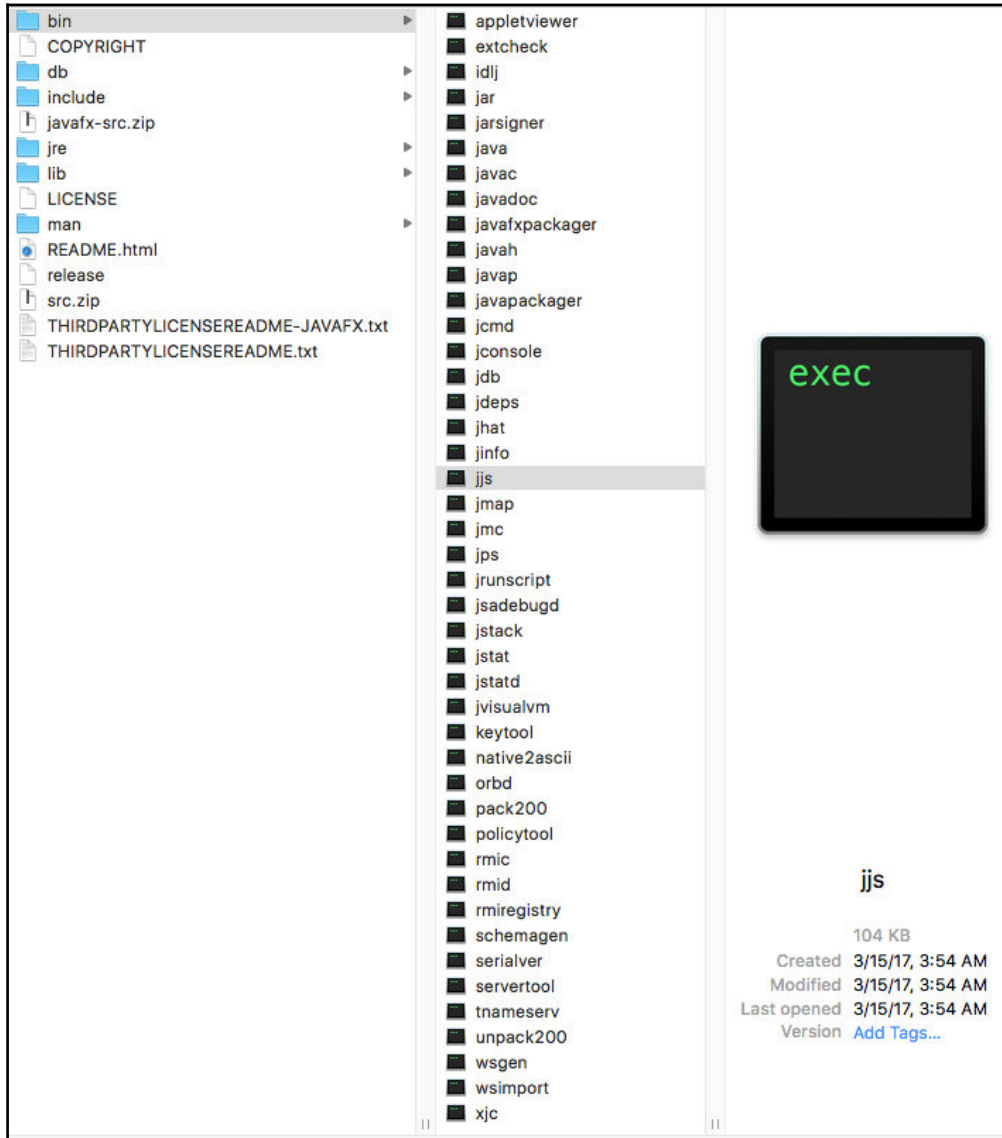 bin
COPYRIGHT
db
include
javafx-src.zip
jre
lib
LICENSE
man
README.html
release
src.zip
THIRDPARTYLICENSEREADME-JAVAFX.txt
THIRDPARTYLICENSEREADME.txt
appletviewer
extcheck
idlj
jar
jarsigner
java
javac
javadoc
javafxpackager
javah
javap
javapackager
jcmd
jconsole
jdb
jdeps
jhat
jinfo
jjs
jmap
jmc
jps
jrunscript
jsadebugd
jstack
jstat
jstatd
jvisualvm
keytool
native2ascii
orbd
pack200
policytool
rmic
rmid
rmiregistry
schemagen
serialver
servertool
tnameserv
unpack200
wsgen
wsimport
xjc
exec
jjs
104 KB
Created 3/15/17, 3:54 AM
Modified 3/15/17, 3:54 AM
Last opened 3/15/17, 3:54 AM
Version Add Tags...